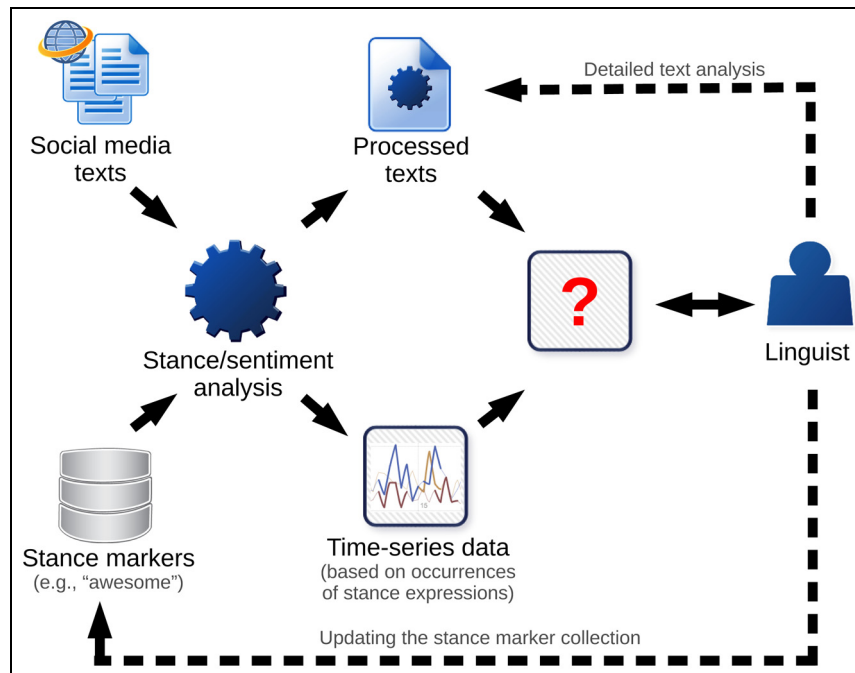 Social media
texts
Processed
texts
Detailed text analysis
?
Linguist
Stance/sentiment
analysis
Stance markers
(e.g., “awesome”)
15
Time-series data
(based on occurrences
of stance expressions)
Updating the stance marker collection